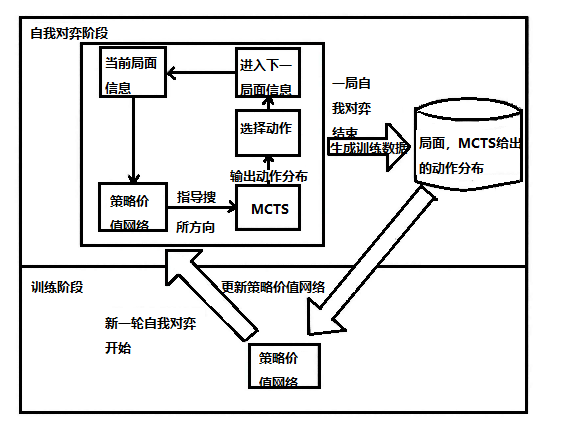 自我对弈阶段
当前局面
信息
进入下一
局面信息
选择动作
输出动作分布
策略价
值网络
指导搜
所方向
MCTS
一局自
我对弈
结束
生成训练数据
局面，MCTS给出
的动作分布
训练阶段
更新策略价值网络
新一轮自我对弈
开始
策略价
值网络